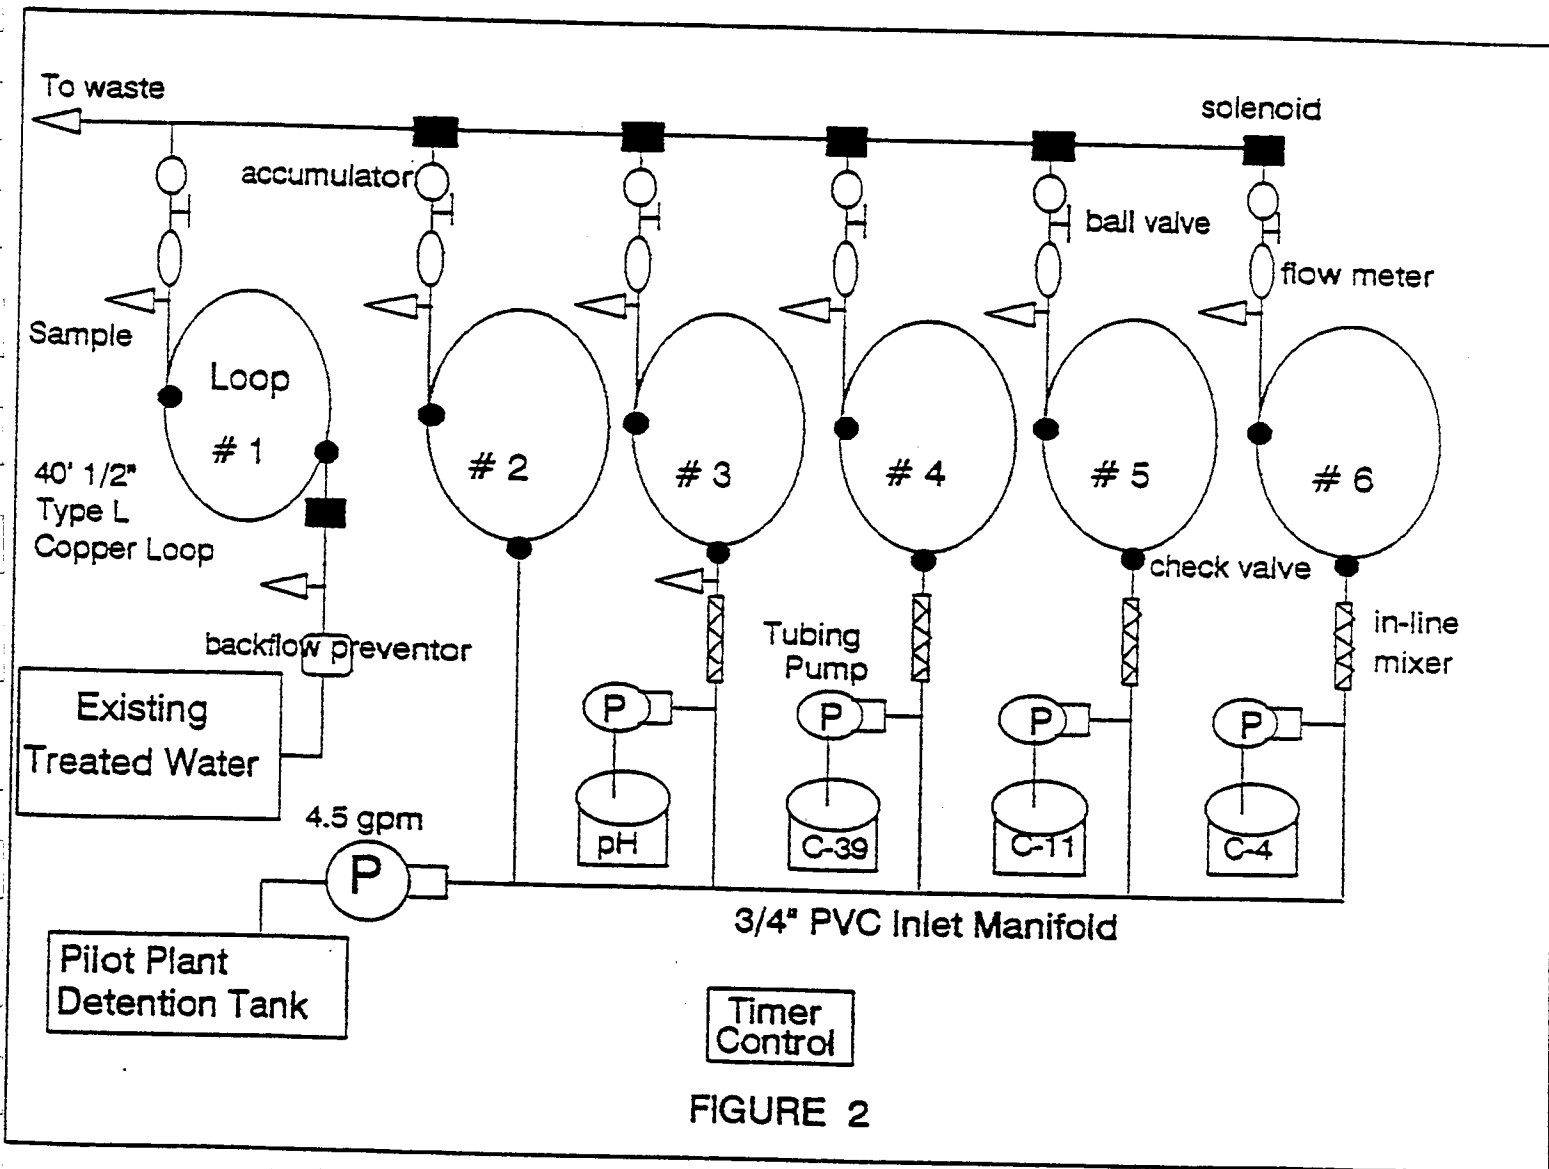 To waste
solenoid
accumulator
ball valve
flow meter
Sample
Loop
# 1
# 2
# 3
# 4
# 5
# 6
40' 1/2"
Type L
Copper Loop
check valve
backflow preventor
Tubing
Pump
in-line
mixer
Existing
Treated Water
P
P
P
P
4.5 gpm
P
pH
C-39
C-11
C-4
3/4" PVC Inlet Manifold
Pilot Plant
Detention Tank
Timer
Control
FIGURE 2